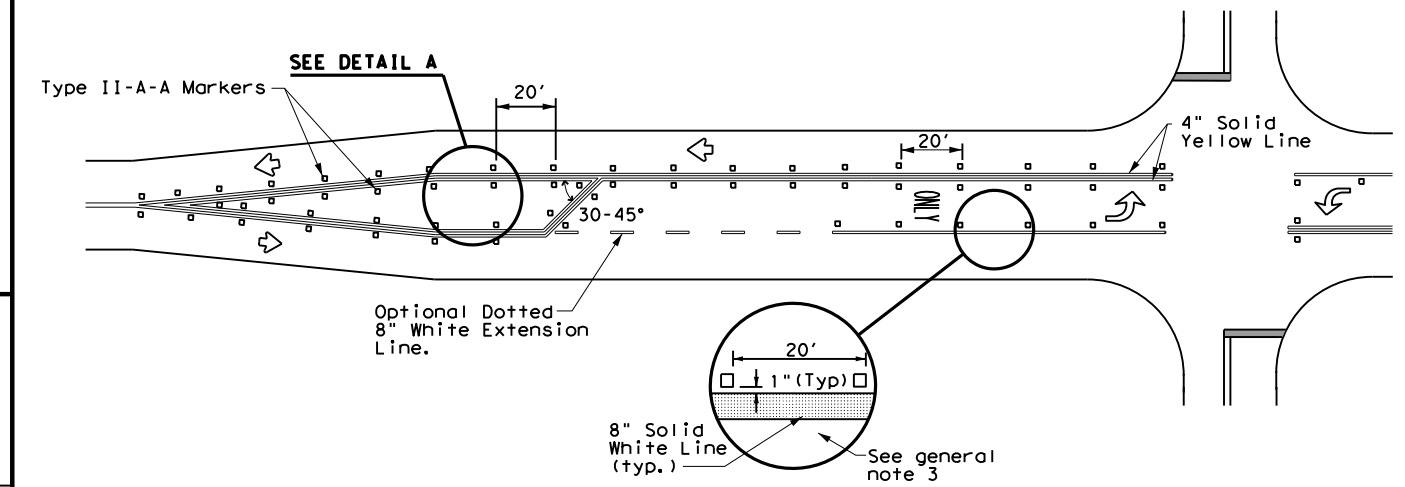 SEE DETAIL A
Type II-A-A Markers
20'
20'
4" Solid
Yellow Line
ONLY
30-45°
Optional Dotted
8" White Extension
Line.
20'
1"(Typ)
8" Solid
White Line
(typ.)
See general
note 3